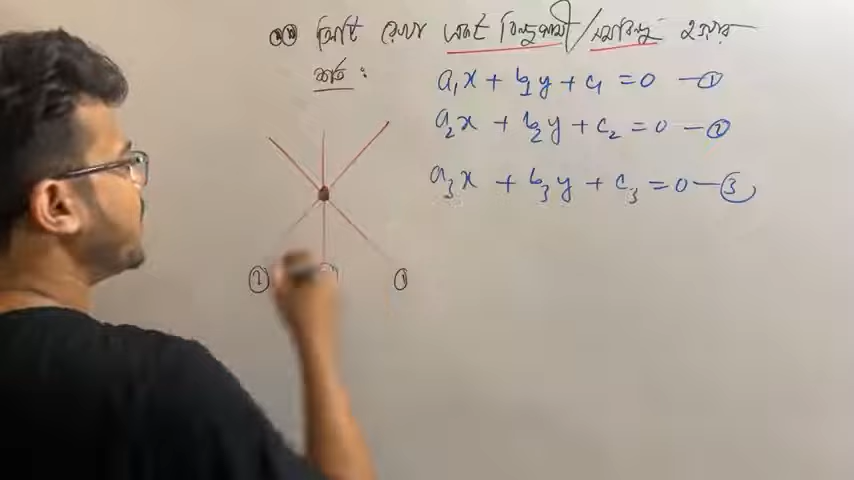 তিনটি রেখা একই বিন্দুগামী/সমবিন্দু হওয়ার
শর্ত :
a₁x + b₁y + c₁ = 0 — ①
a₂x + b₂y + c₂ = 0 — ②
a₃x + b₃y + c₃ = 0 — ③
② ①